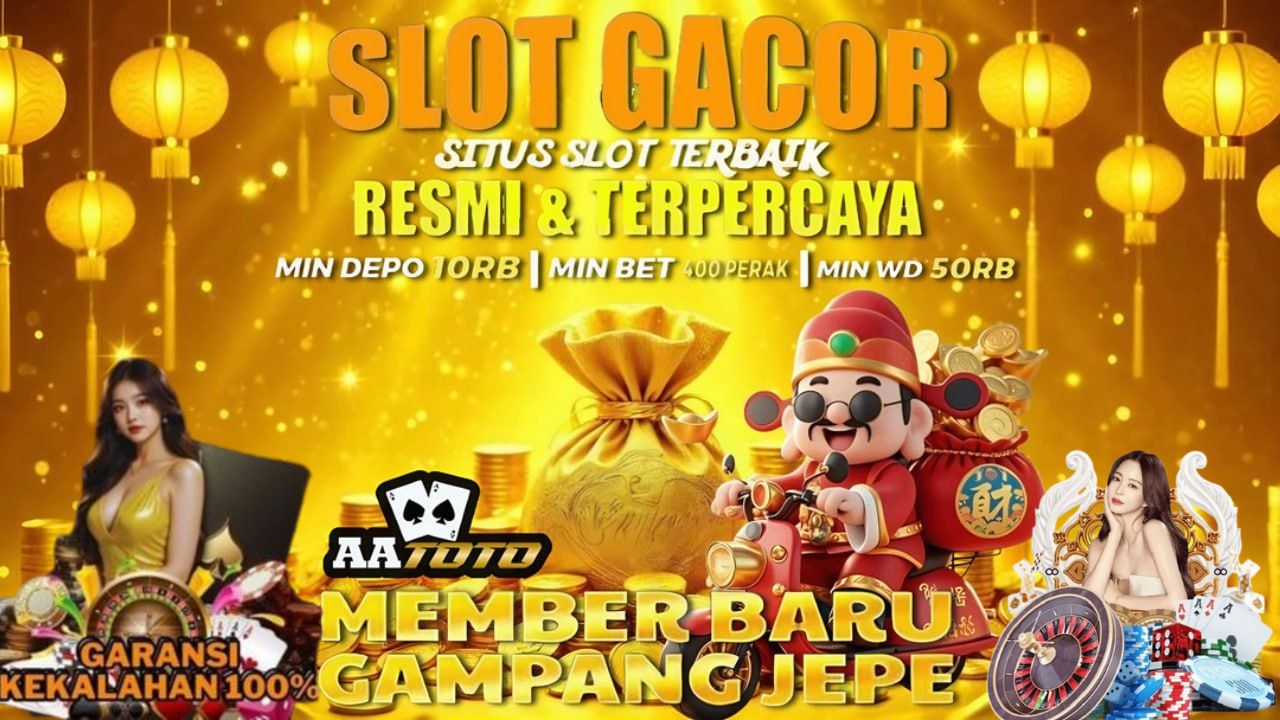 SLOT GACOR
SITUS SLOT TERBAIK
RESMI & TERPERCAYA
MIN DEPO 10RB | MIN BET 400 PERAK | MIN WD 50RB
財
AATOTO
MEMBER BARU
GAMPANG JEPE
GARANSI
KEKALAHAN 100%
A A A A